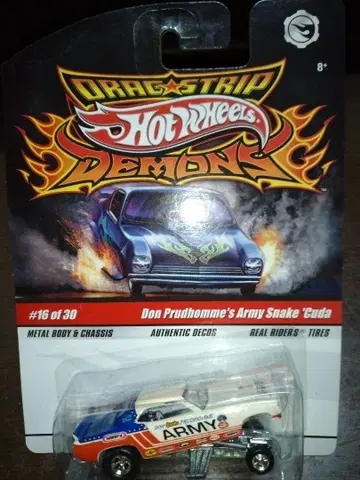 8+
DRAG★STRIP
Hot Wheels
DEMONS
#16 of 30
Don Prudhomme's Army Snake 'Cuda
METAL BODY & CHASSIS
AUTHENTIC DECOS
REAL RIDERS® TIRES
ARMY